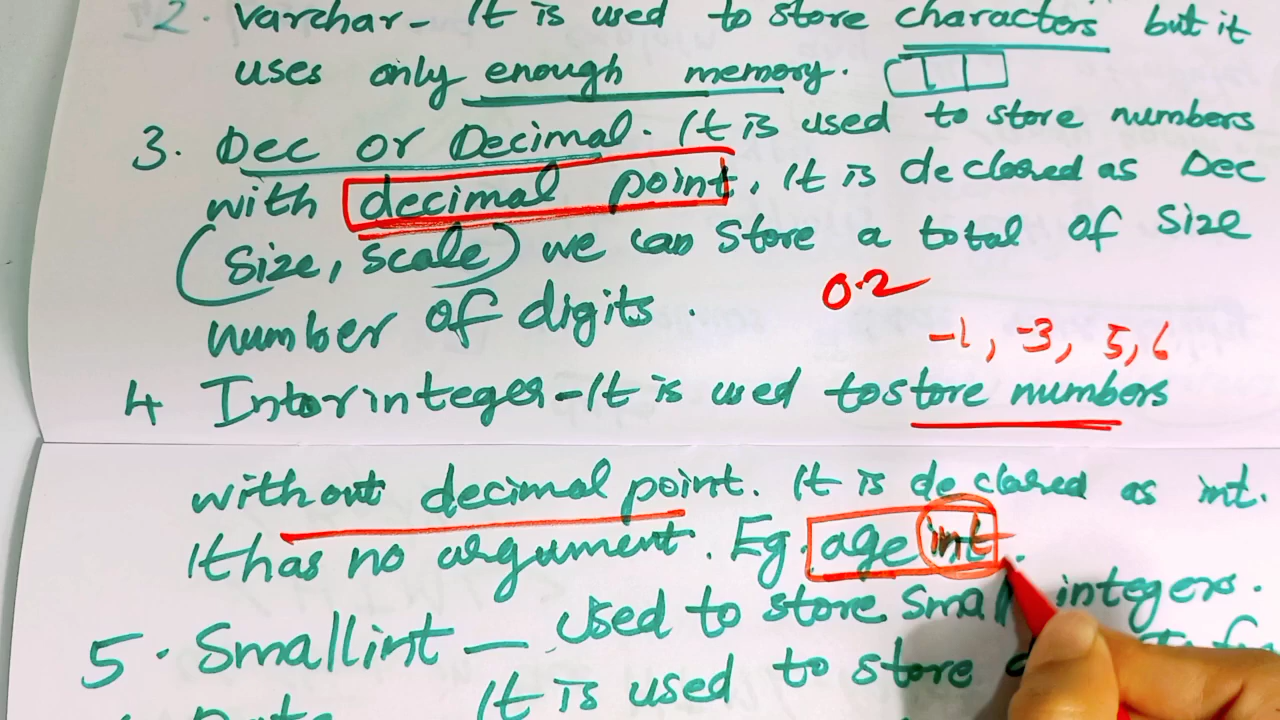 2. Varchar - It is used to store characters but it
uses only enough memory.
3. Dec or Decimal. It is used to store numbers
with decimal point. It is declared as Dec
(Size, scale) we can store a total of size
number of digits.
0.2
-1, -3, 5, 6
4 Int or integer - It is used to store numbers
without decimal point. It is declared as int.
It has no argument. Eg. age int.
5. Smallint - Used to store small integers.
It is used to store
Date